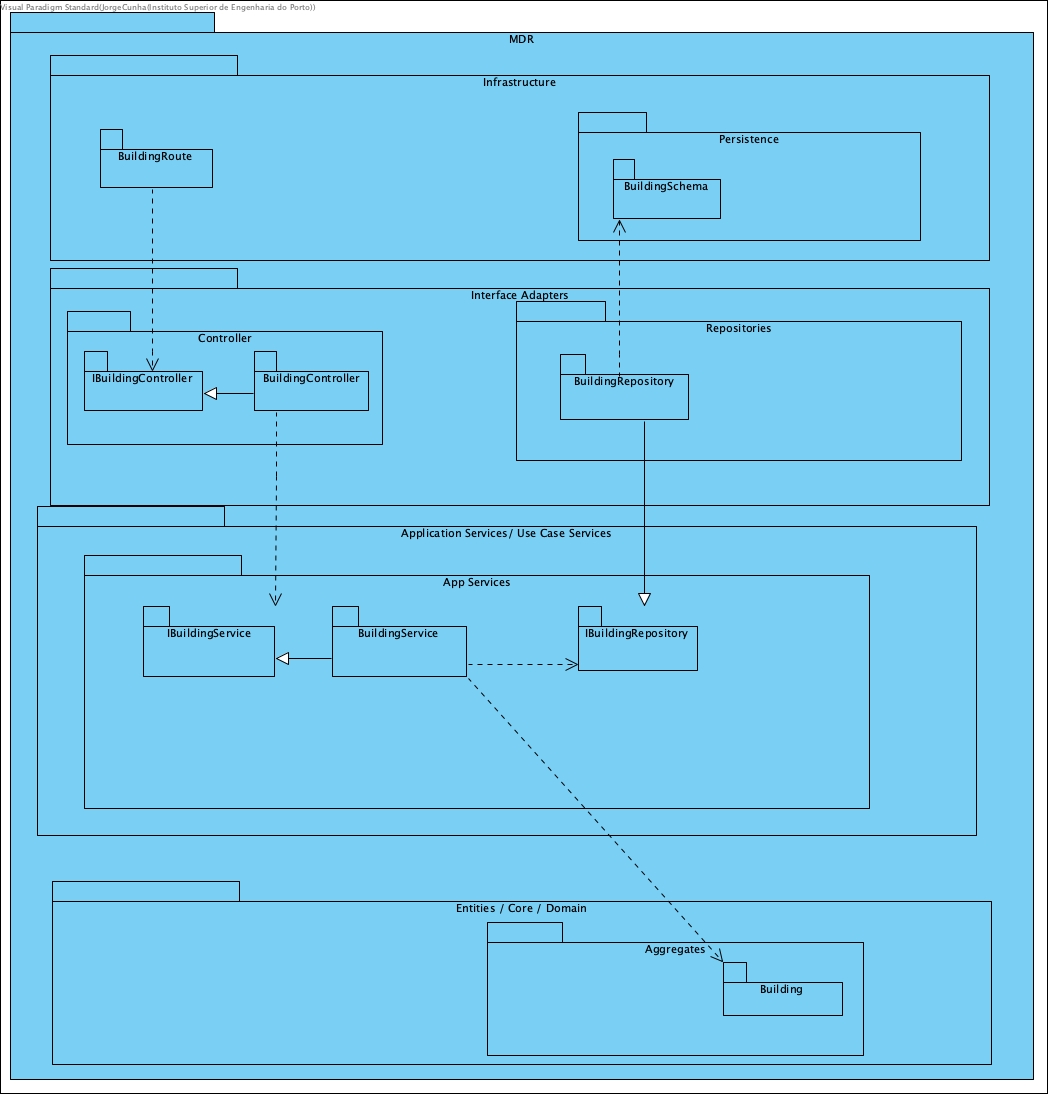 Visual Paradigm Standard(JorgeCunha(Instituto Superior de Engenharia do Porto))
MDR
Infrastructure
BuildingRoute
Persistence
BuildingSchema
Interface Adapters
Controller
IBuildingController
BuildingController
Repositories
BuildingRepository
Application Services/ Use Case Services
App Services
IBuildingService
BuildingService
IBuildingRepository
Entities / Core / Domain
Aggregates
Building